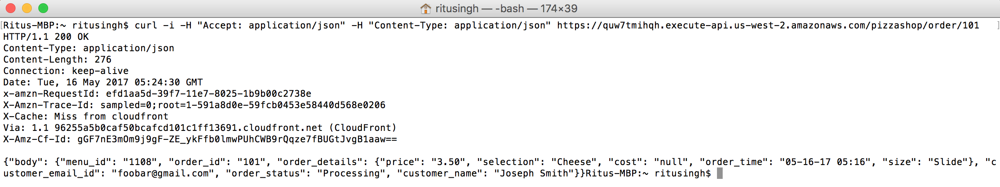 ritusingh — -bash — 174×39
[Ritus-MBP:~ ritusingh$ curl -i -H "Accept: application/json" -H "Content-Type: application/json" https://quw7tmihqh.execute-api.us-west-2.amazonaws.com/pizzashop/order/101 ]
HTTP/1.1 200 OK
Content-Type: application/json
Content-Length: 276
Connection: keep-alive
Date: Tue, 16 May 2017 05:24:30 GMT
x-amzn-RequestId: efd1aa5d-39f7-11e7-8025-1b9b00c2738e
X-Amzn-Trace-Id: sampled=0;root=1-591a8d0e-59fcb0453e58440d568e0206
X-Cache: Miss from cloudfront
Via: 1.1 96255a5b0caf50bcafcd101c1ff13691.cloudfront.net (CloudFront)
X-Amz-Cf-Id: gGF7nE3mOm9j9gF-ZE_ykFfb0lmwPUhCWB9rQqze7fBUGtJvgB1aaw==
{"body": {"menu_id": "1108", "order_id": "101", "order_details": {"price": "3.50", "selection": "Cheese", "cost": "null", "order_time": "05-16-17 05:16", "size": "Slide"}, "c
ustomer_email_id": "foobar@gmail.com", "order_status": "Processing", "customer_name": "Joseph Smith"}}Ritus-MBP:~ ritusingh$